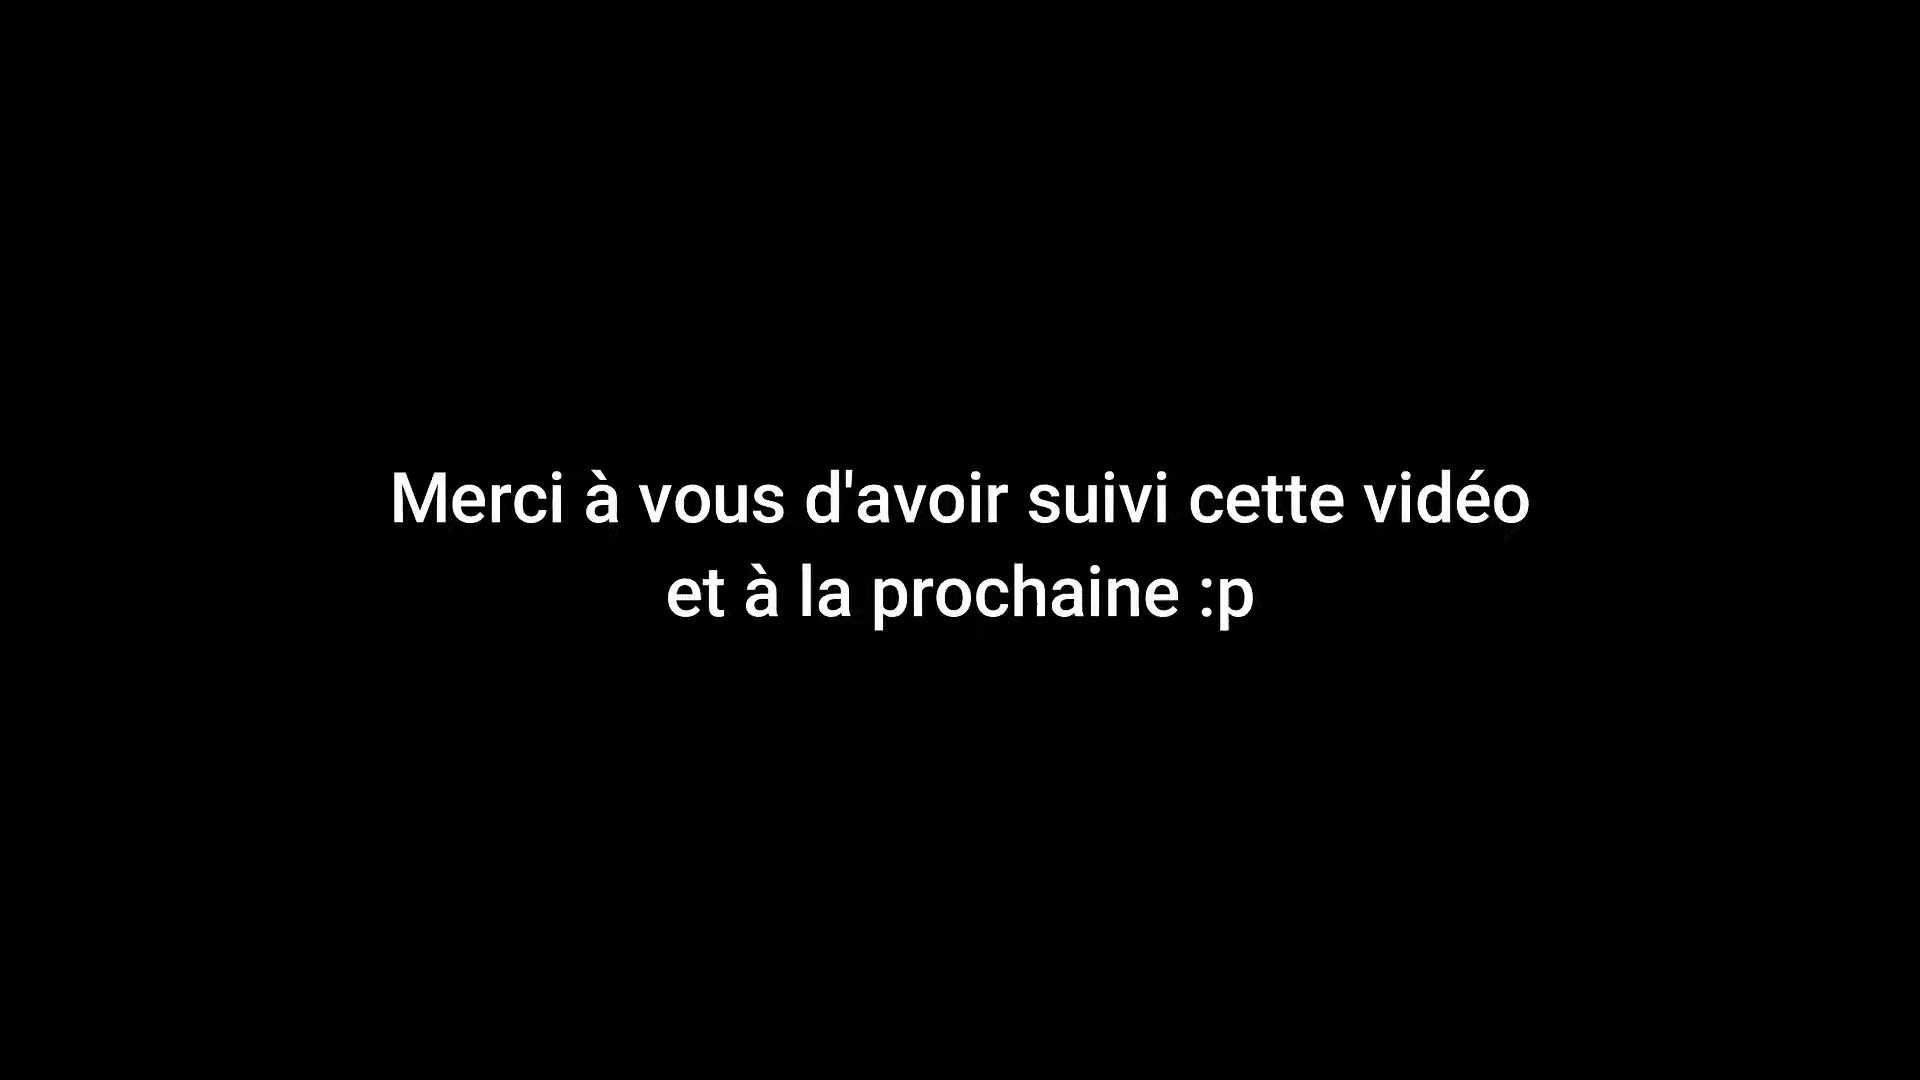 Merci à vous d'avoir suivi cette vidéo
et à la prochaine :p